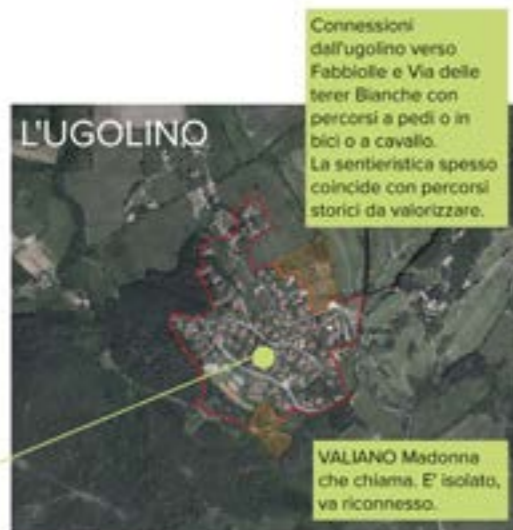 Connessioni
dall'ugolino verso
Fabbiolle e Via delle
terer Bianche con
percorsi a pedi o in
bici o a cavallo.
La sentieristica spesso
coincide con percorsi
storici da valorizzare.
L'UGOLINO
VALIANO Madonna
che chiama. E' isolato,
va riconnesso.